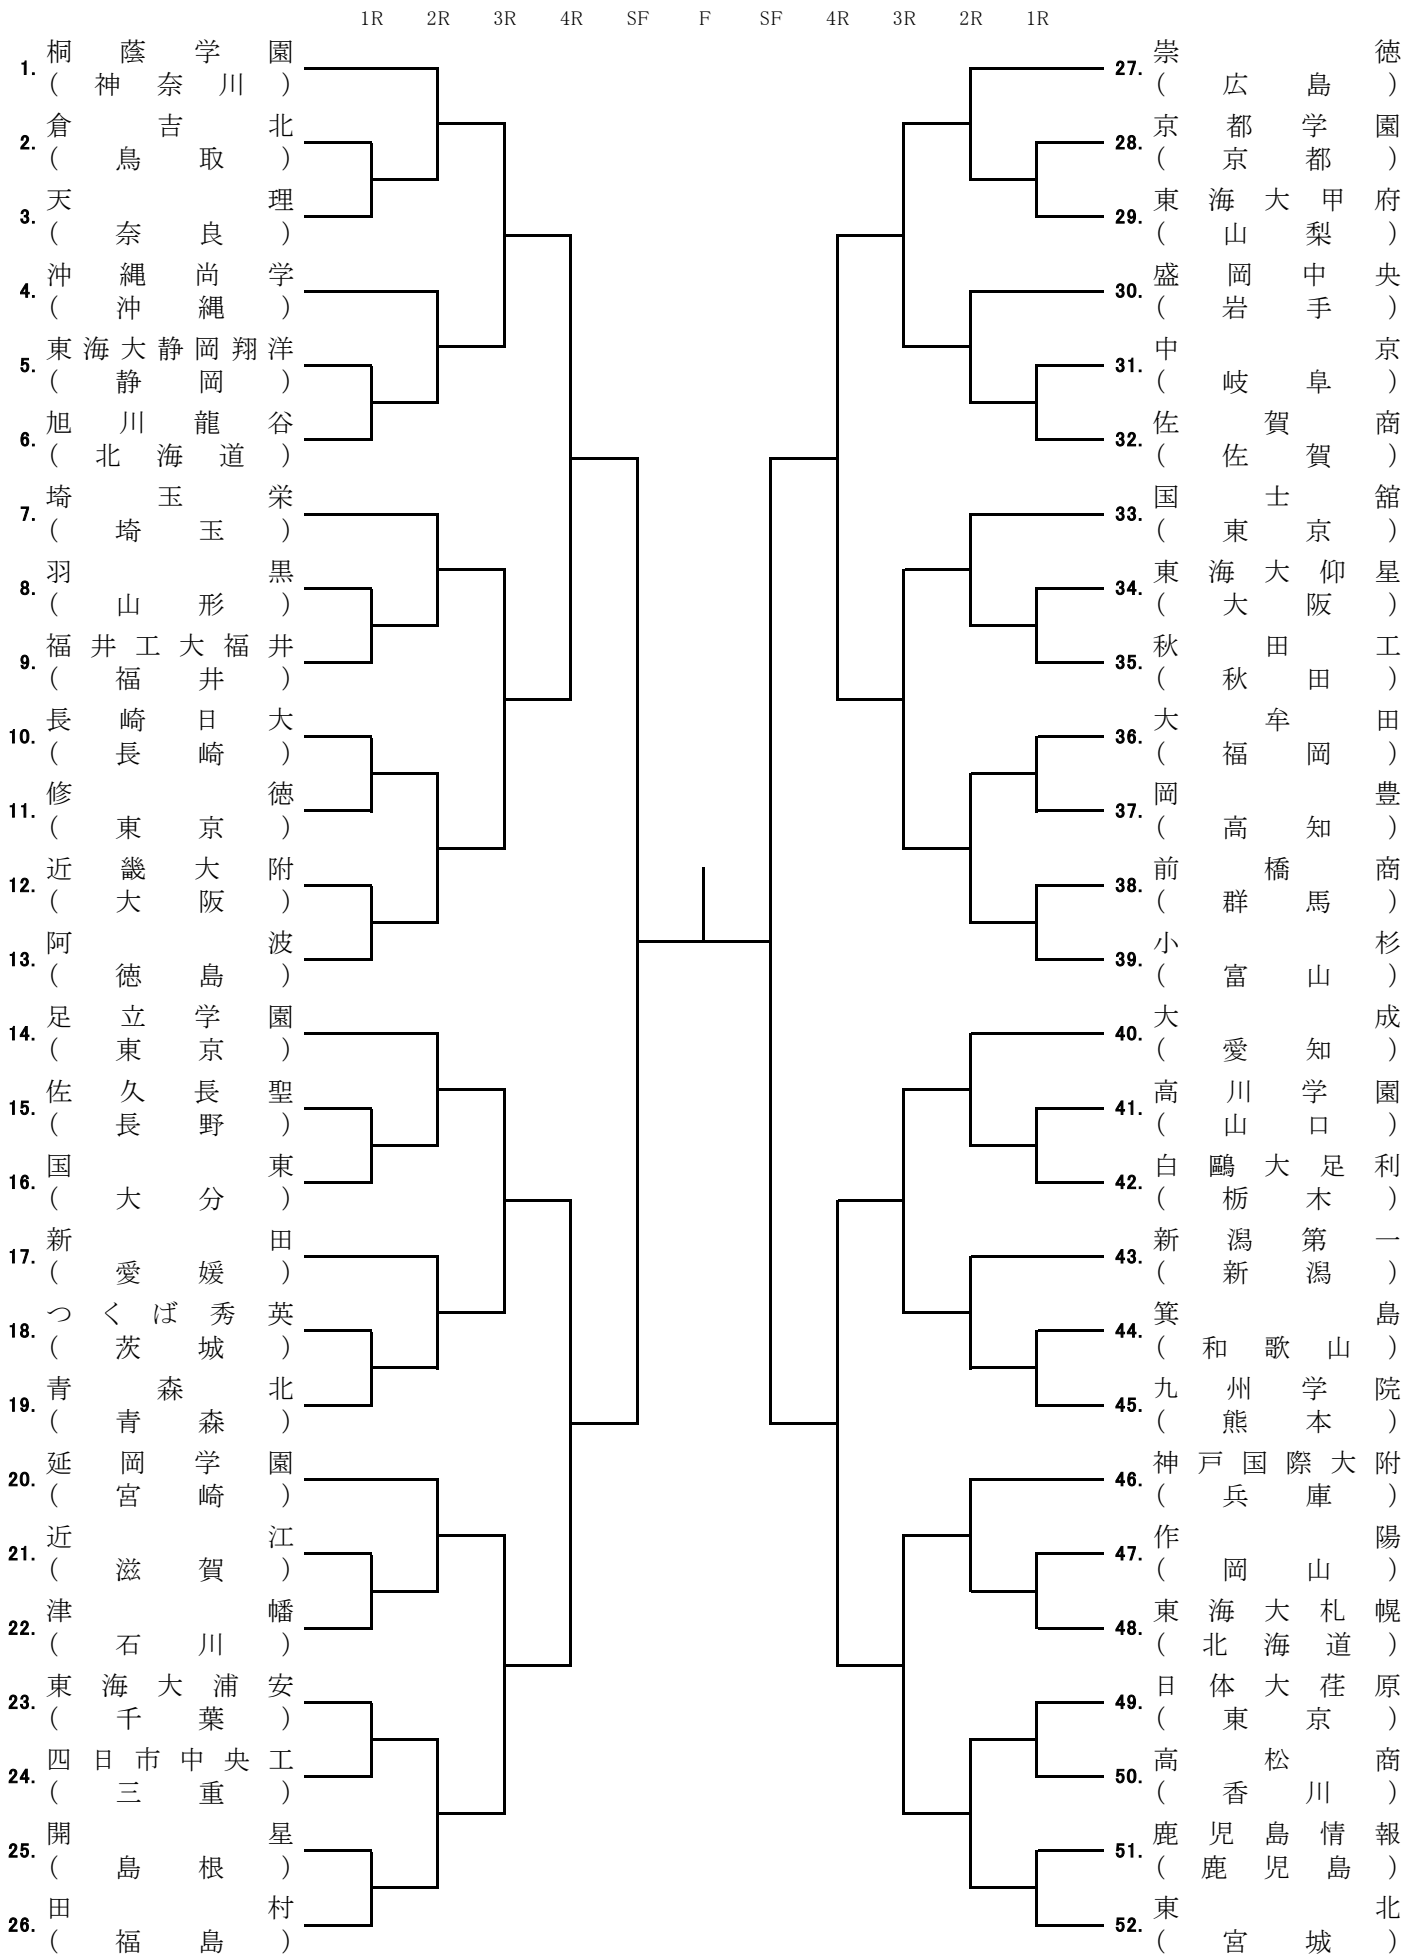 1R 2R 3R 4R SF F SF 4R 3R 2R 1R
1. 桐蔭学園
(神奈川)
2. 倉吉北
(鳥取)
3. 天理
(奈良)
4. 沖縄尚学
(沖縄)
5. 東海大静岡翔洋
(静岡)
6. 旭川龍谷
(北海道)
7. 埼玉栄
(埼玉)
8. 羽黒
(山形)
9. 福井工大福井
(福井)
10. 長崎日大
(長崎)
11. 修徳
(東京)
12. 近畿大附
(大阪)
13. 阿波
(徳島)
14. 足立学園
(東京)
15. 佐久長聖
(長野)
16. 国東
(大分)
17. 新田
(愛媛)
18. つくば秀英
(茨城)
19. 青森北
(青森)
20. 延岡学園
(宮崎)
21. 近江
(滋賀)
22. 津幡
(石川)
23. 東海大浦安
(千葉)
24. 四日市中央工
(三重)
25. 開星
(島根)
26. 田村
(福島)
27. 崇徳
(広島)
28. 京都学園
(京都)
29. 東海大甲府
(山梨)
30. 盛岡中央
(岩手)
31. 中京
(岐阜)
32. 佐賀商
(佐賀)
33. 国士舘
(東京)
34. 東海大仰星
(大阪)
35. 秋田工
(秋田)
36. 大牟田
(福岡)
37. 岡豊
(高知)
38. 前橋商
(群馬)
39. 小杉
(富山)
40. 大成
(愛知)
41. 高川学園
(山口)
42. 白鷗大足利
(栃木)
43. 新潟第一
(新潟)
44. 箕島
(和歌山)
45. 九州学院
(熊本)
46. 神戸国際大附
(兵庫)
47. 作陽
(岡山)
48. 東海大札幌
(北海道)
49. 日体大荏原
(東京)
50. 高松商
(香川)
51. 鹿児島情報
(鹿児島)
52. 東北
(宮城)